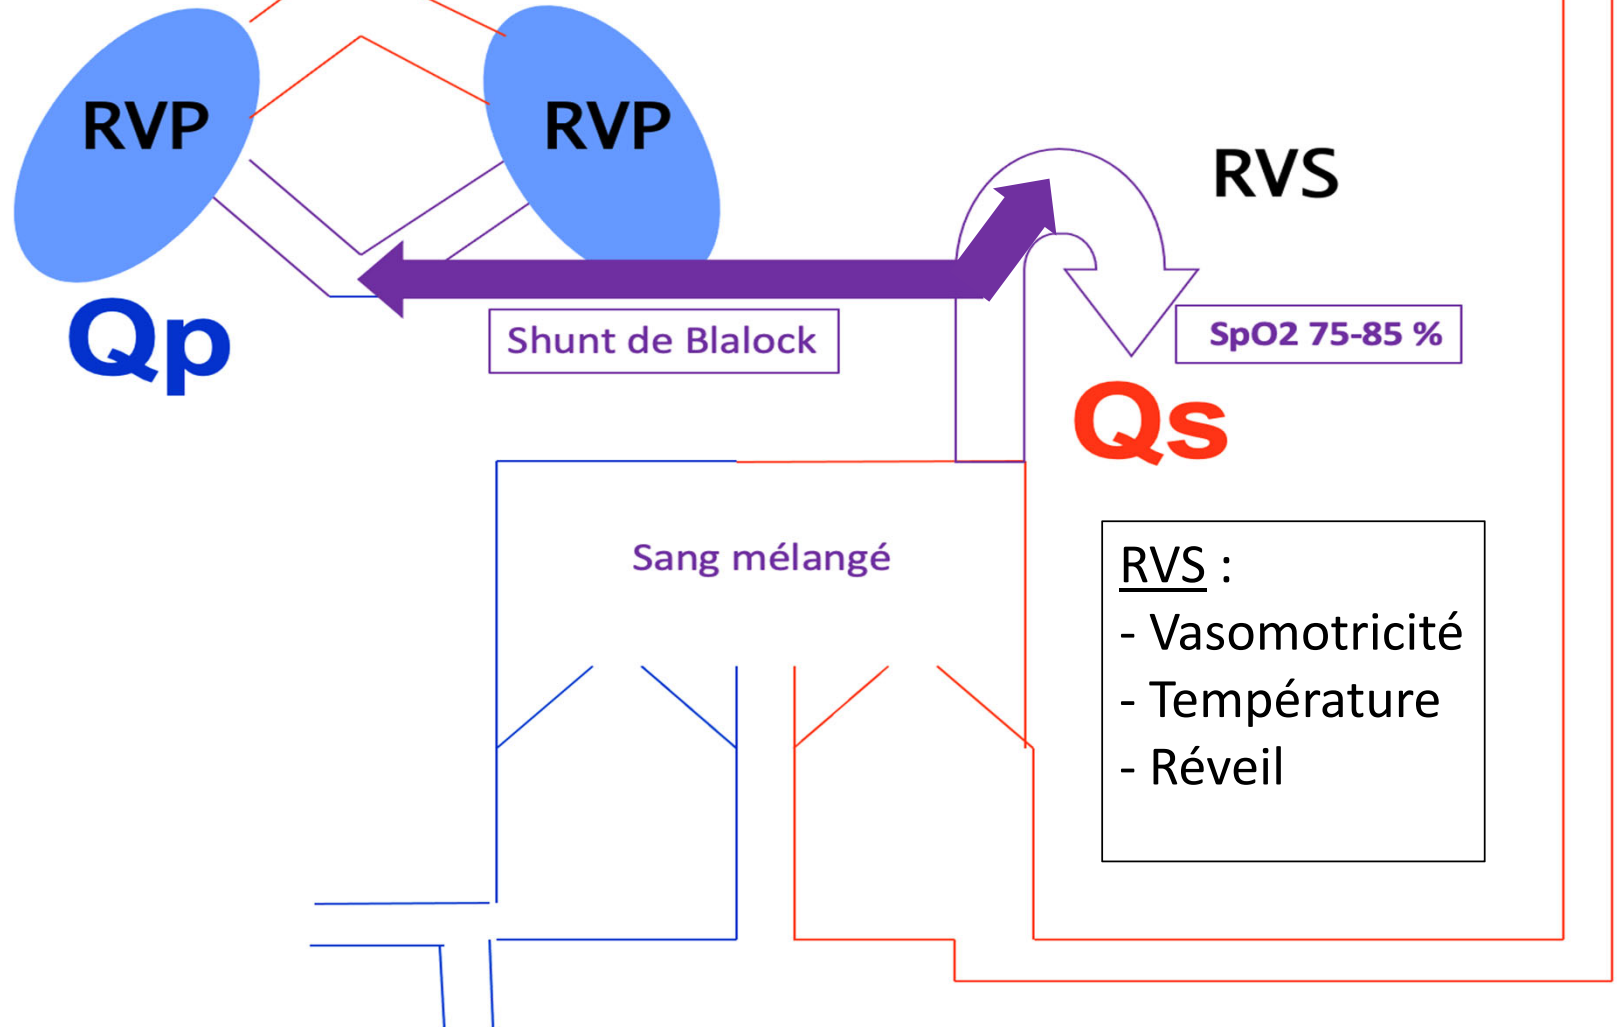 RVP
RVP
RVS
Qp
Shunt de Blalock
SpO2 75-85 %
Qs
Sang mélangé
RVS :
- Vasomotricité
- Température
- Réveil